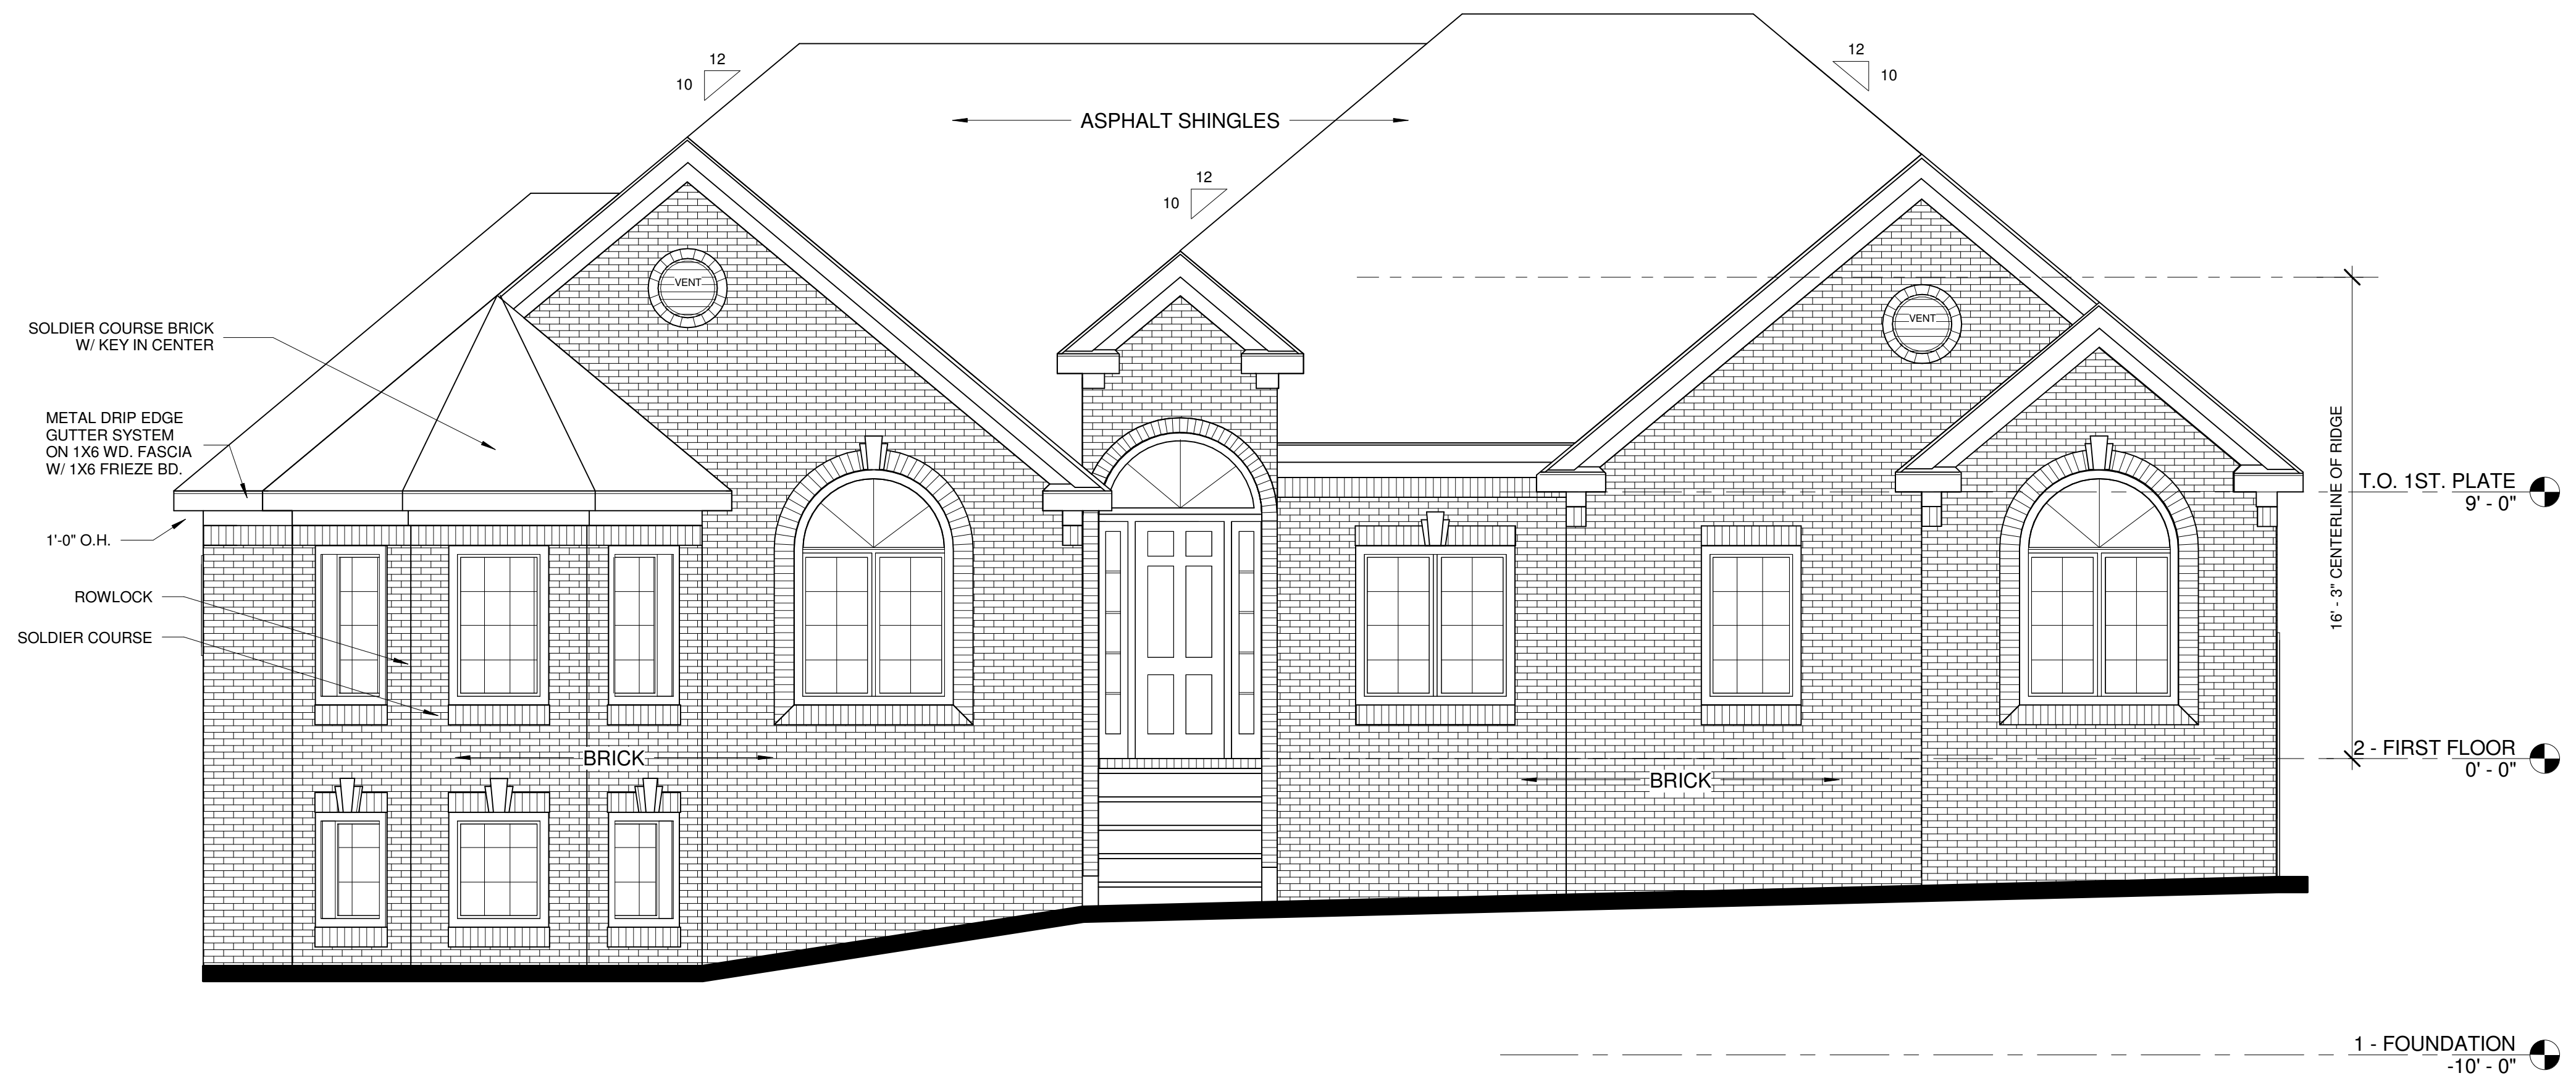 12
10
12
10
ASPHALT SHINGLES
12
10
VENT
VENT
SOLDIER COURSE BRICK
W/ KEY IN CENTER
METAL DRIP EDGE
GUTTER SYSTEM
ON 1X6 WD. FASCIA
W/ 1X6 FRIEZE BD.
1'-0" O.H.
ROWLOCK
SOLDIER COURSE
BRICK
BRICK
16' - 3" CENTERLINE OF RIDGE
T.O. 1ST. PLATE
9' - 0"
2 - FIRST FLOOR
0' - 0"
1 - FOUNDATION
-10' - 0"